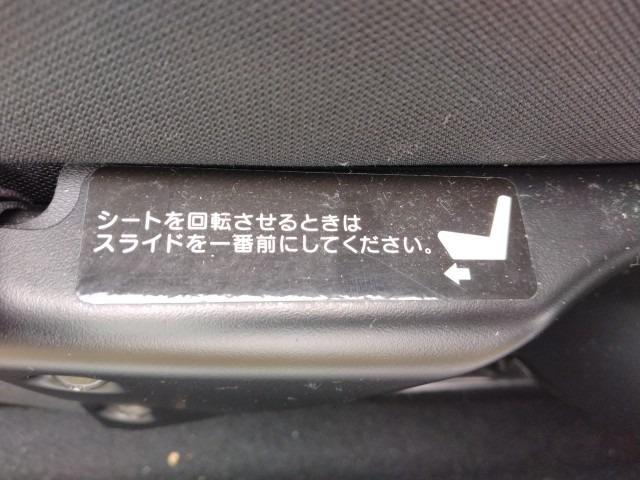 シートを回転させるときは
スライドを一番前にしてください。